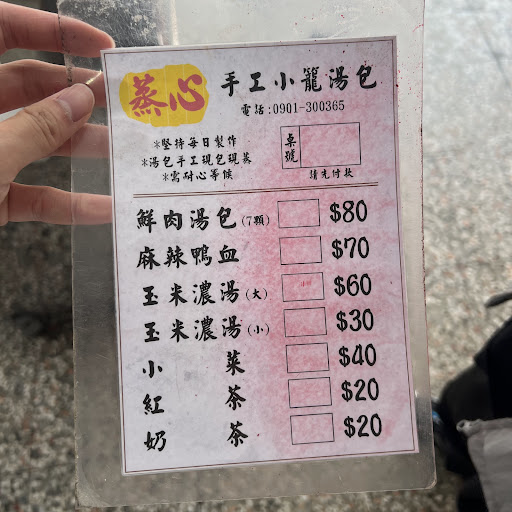 蒸心 手工小籠湯包
電話:0901-300365
*堅持每日製作
*湯包手工現包現蒸
*需耐心等候
桌號
請先付款
鮮肉湯包(7顆) $80
麻辣鴨血 $70
玉米濃湯(大) $60
玉米濃湯(小) $30
小菜 $40
紅茶 $20
奶茶 $20